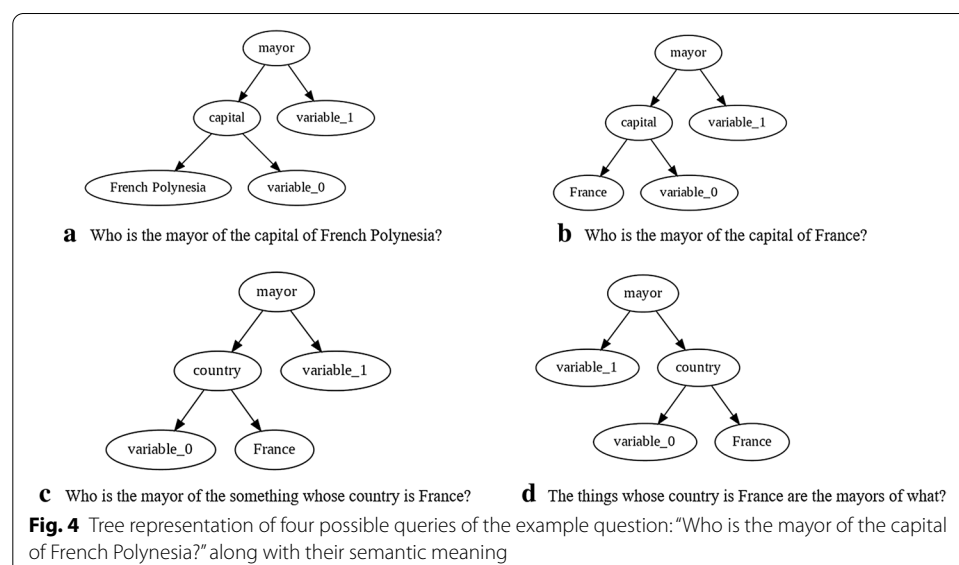 mayor
capital
variable_1
French Polynesia
variable_0
a Who is the mayor of the capital of French Polynesia?
mayor
capital
variable_1
France
variable_0
b Who is the mayor of the capital of France?
mayor
country
variable_1
variable_0
France
c Who is the mayor of the something whose country is France?
mayor
variable_1
country
variable_0
France
d The things whose country is France are the mayors of what?
Fig. 4 Tree representation of four possible queries of the example question: “Who is the mayor of the capital
of French Polynesia?” along with their semantic meaning